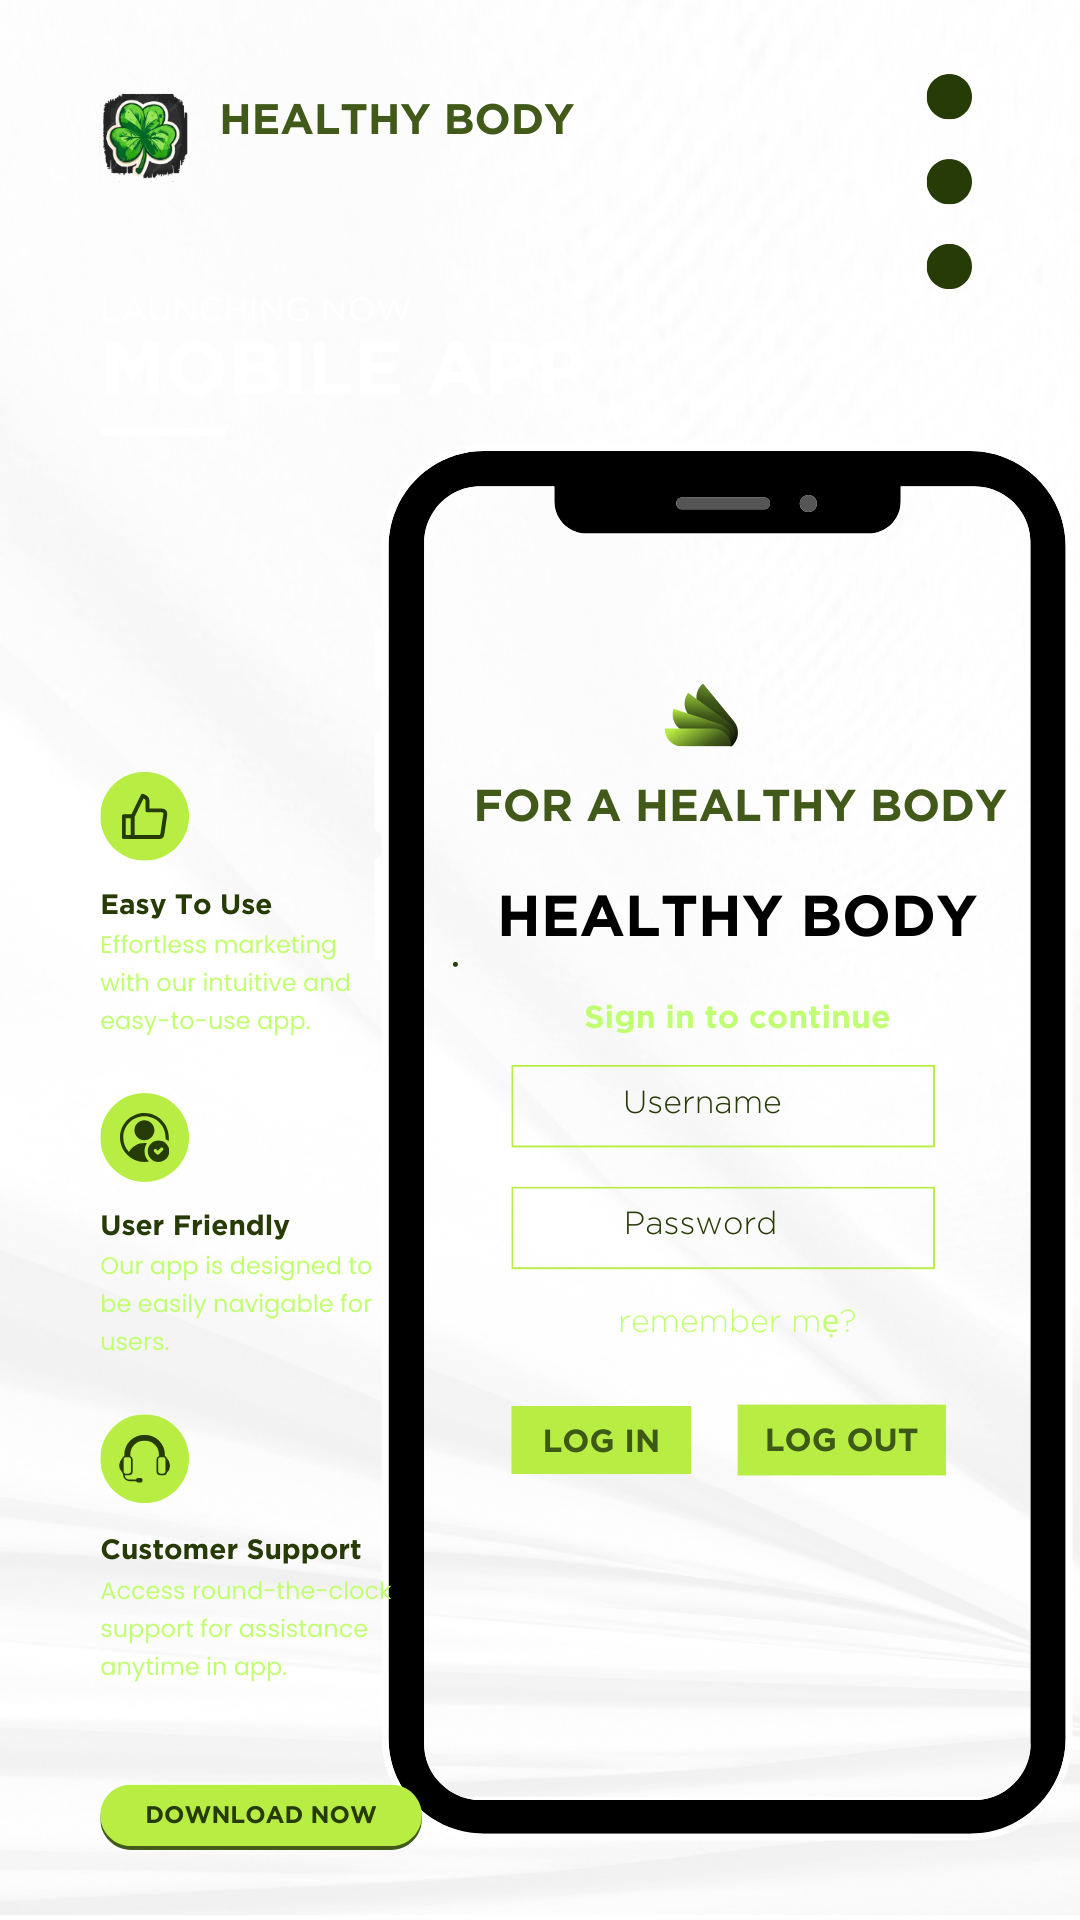 HEALTHY BODY
LAUNCHING NOW
MOBILE APP
FOR A HEALTHY BODY
HEALTHY BODY
Sign in to continue
Username
Password
remember mẹ?
LOG IN
LOG OUT
Easy To Use
Effortless marketing
with our intuitive and
easy-to-use app.
User Friendly
Our app is designed to
be easily navigable for
users.
Customer Support
Access round-the-clock
support for assistance
anytime in app.
DOWNLOAD NOW